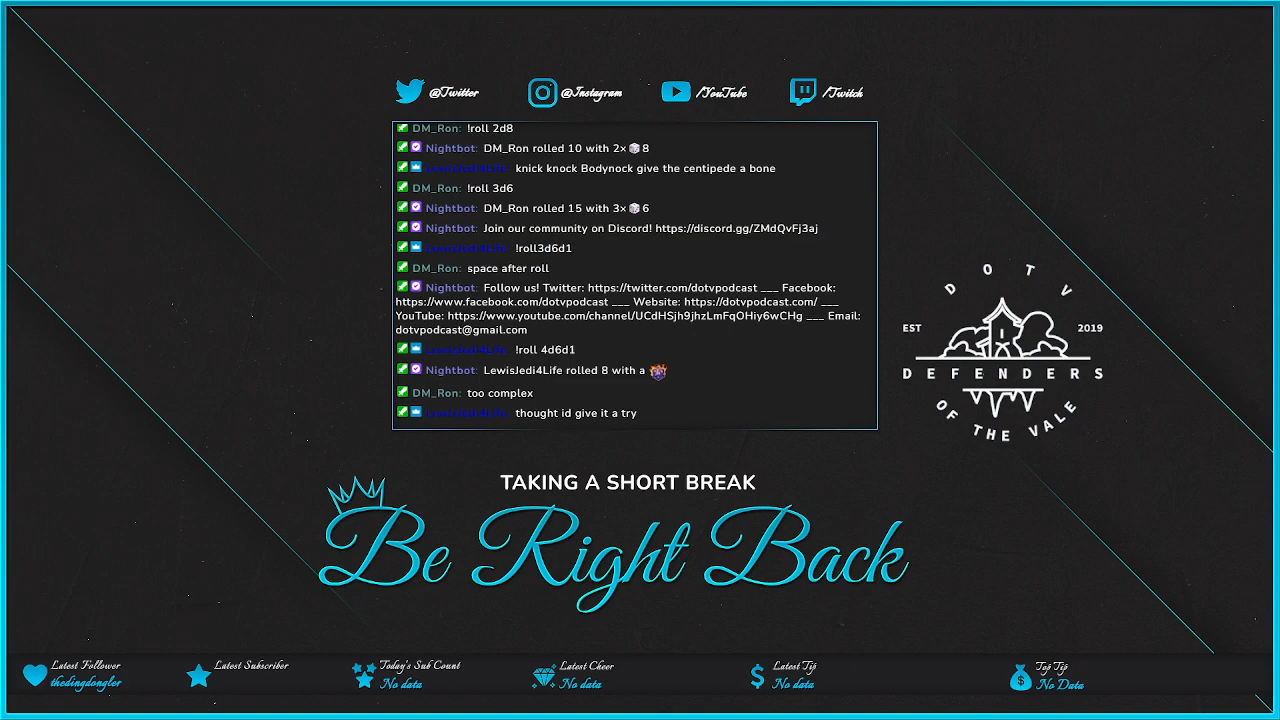 @Twitter @Instagram /YouTube /Twitch
DM_Ron: !roll 2d8
Nightbot: DM_Ron rolled 10 with 2× 8
LewisJedi4Life knick knock Bodynock give the centipede a bone
DM_Ron: !roll 3d6
Nightbot: DM_Ron rolled 15 with 3× 6
Nightbot: Join our community on Discord! https://discord.gg/ZMdQvFj3aj
LewisJedi4Life !roll3d6d1
DM_Ron: space after roll
Nightbot: Follow us! Twitter: https://twitter.com/dotvpodcast ___ Facebook:
https://www.facebook.com/dotvpodcast ___ Website: https://dotvpodcast.com/ ___
YouTube: https://www.youtube.com/channel/UCdHSjh9jhzLmFqOHiy6wCHg ___ Email:
dotvpodcast@gmail.com
LewisJedi4Life !roll 4d6d1
Nightbot: LewisJedi4Life rolled 8 with a
DM_Ron: too complex
LewisJedi4Life thought id give it a try
DOTV
EST 2019
DEFENDERS
OF THE VALE
TAKING A SHORT BREAK
Be Right Back
Latest Follower
thedingdongler
Latest Subscriber
Today's Sub Count
No data
Latest Cheer
No data
Latest Tip
No data
Top Tip
No Data